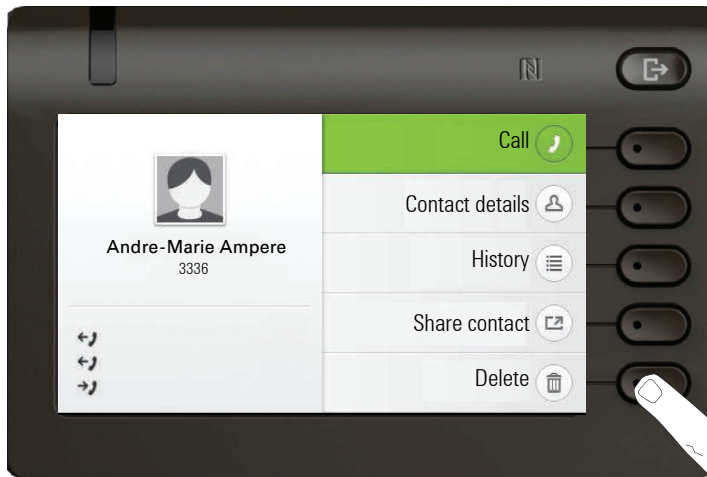 Andre-Marie Ampere
3336
Call
Contact details
History
Share contact
Delete